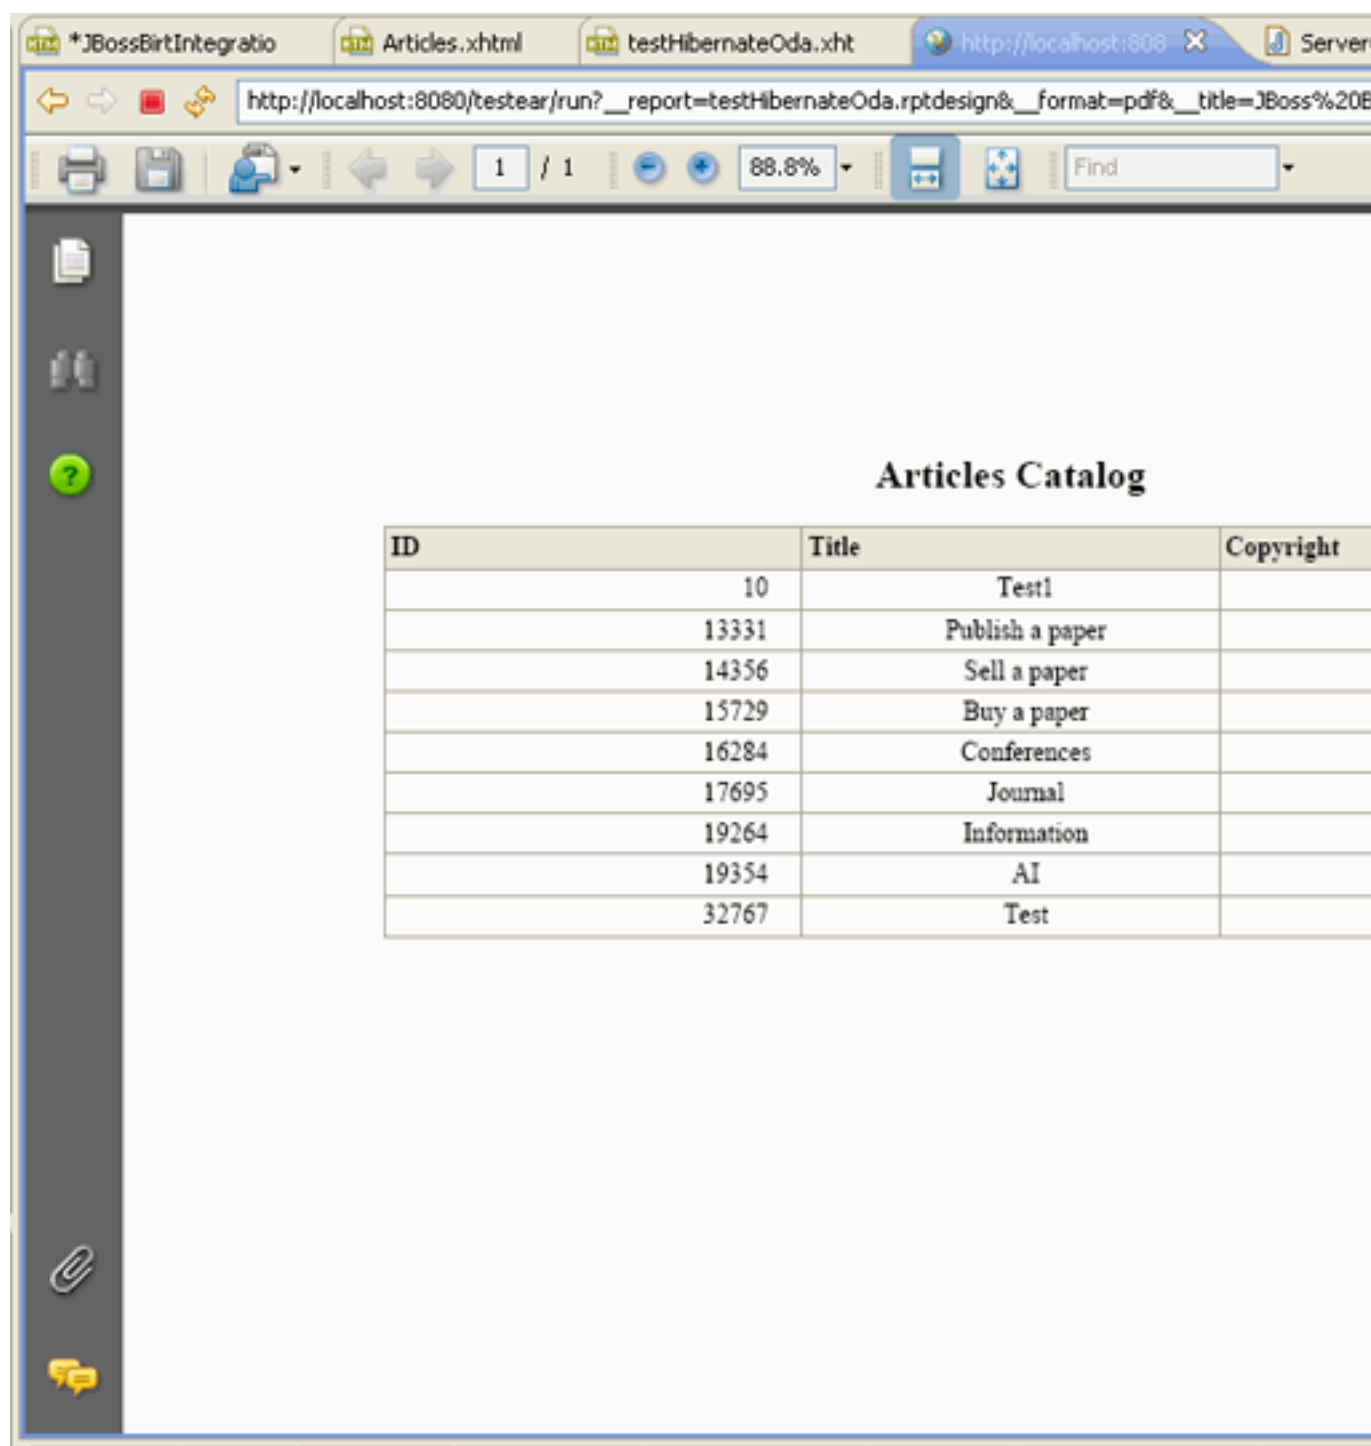 *JBossBirtIntegratio Articles.xhtml testHibernateOda.xht http://localhost:808 Server
http://localhost:8080/testear/run?__report=testHibernateOda.rptdesign&__format=pdf&__title=JBoss%20B
1 / 1 88.8% Find
Articles Catalog
ID Title Copyright
10 Test1
13331 Publish a paper
14356 Sell a paper
15729 Buy a paper
16284 Conferences
17695 Journal
19264 Information
19354 AI
32767 Test